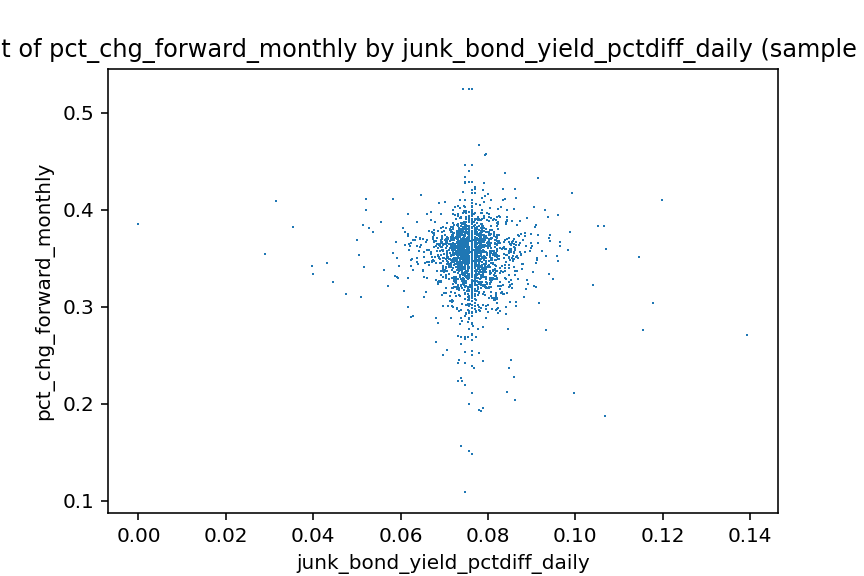 t of pct_chg_forward_monthly by junk_bond_yield_pctdiff_daily (sample
0.5
0.4
0.3
0.2
0.1
pct_chg_forward_monthly
0.00 0.02 0.04 0.06 0.08 0.10 0.12 0.14
junk_bond_yield_pctdiff_daily